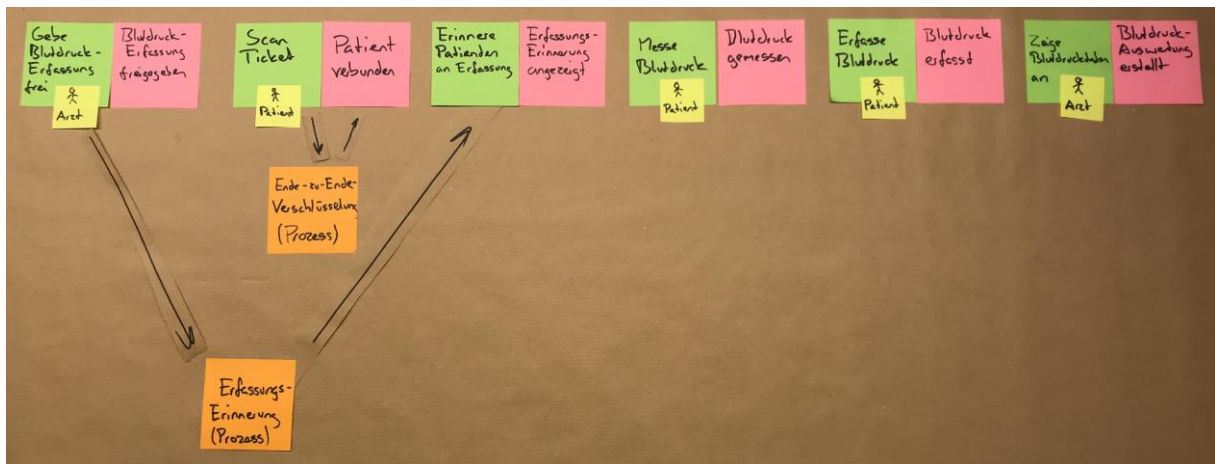 Gebe
Blutdruck-
Erfassung
frei
Arzt
Blutdruck-
Erfassung
freigegeben
Scan
Ticket
Patient
Patient
verbunden
Erinnere
Patienden
an Erfassung
Erfassungs-
Erinnerung
angezeigt
Messe
Blutdruck
Patient
Blutdruck
gemessen
Erfasse
Blutdruck
Patient
Blutdruck
erfasst
Zeige
Blutdruckdaten
an
Arzt
Blutdruck-
Auswertung
erstellt
Ende-zu-Ende-
Verschlüsselung
(Prozess)
Erfassungs-
Erinnerung
(Prozess)